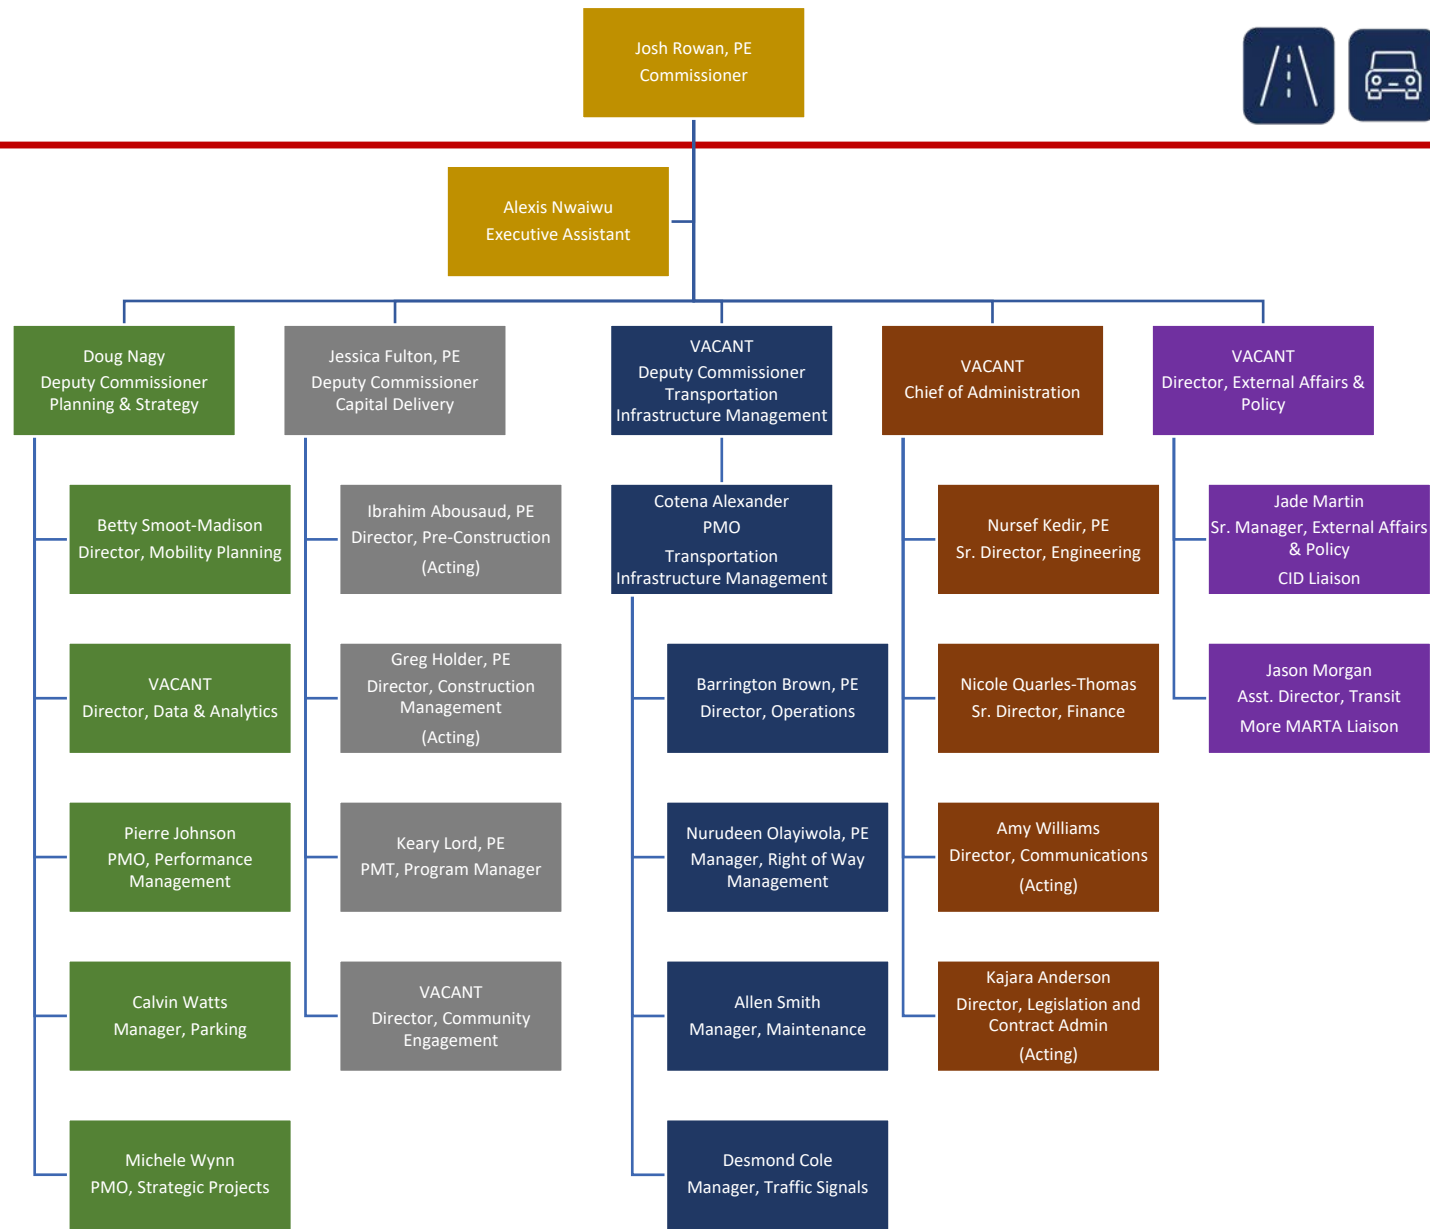 Josh Rowan, PE
Commissioner
Alexis Nwaiwu
Executive Assistant
Doug Nagy
Deputy Commissioner
Planning & Strategy
Betty Smoot-Madison
Director, Mobility Planning
VACANT
Director, Data & Analytics
Pierre Johnson
PMO, Performance
Management
Calvin Watts
Manager, Parking
Michele Wynn
PMO, Strategic Projects
Jessica Fulton, PE
Deputy Commissioner
Capital Delivery
Ibrahim Abousaud, PE
Director, Pre-Construction
(Acting)
Greg Holder, PE
Director, Construction
Management
(Acting)
Keary Lord, PE
PMT, Program Manager
VACANT
Director, Community
Engagement
VACANT
Deputy Commissioner
Transportation
Infrastructure Management
Cotena Alexander
PMO
Transportation
Infrastructure Management
Barrington Brown, PE
Director, Operations
Nurudeen Olayiwola, PE
Manager, Right of Way
Management
Allen Smith
Manager, Maintenance
Desmond Cole
Manager, Traffic Signals
VACANT
Chief of Administration
Nursef Kedir, PE
Sr. Director, Engineering
Nicole Quarles-Thomas
Sr. Director, Finance
Amy Williams
Director, Communications
(Acting)
Kajara Anderson
Director, Legislation and
Contract Admin
(Acting)
VACANT
Director, External Affairs &
Policy
Jade Martin
Sr. Manager, External Affairs
& Policy
CID Liaison
Jason Morgan
Asst. Director, Transit
More MARTA Liaison